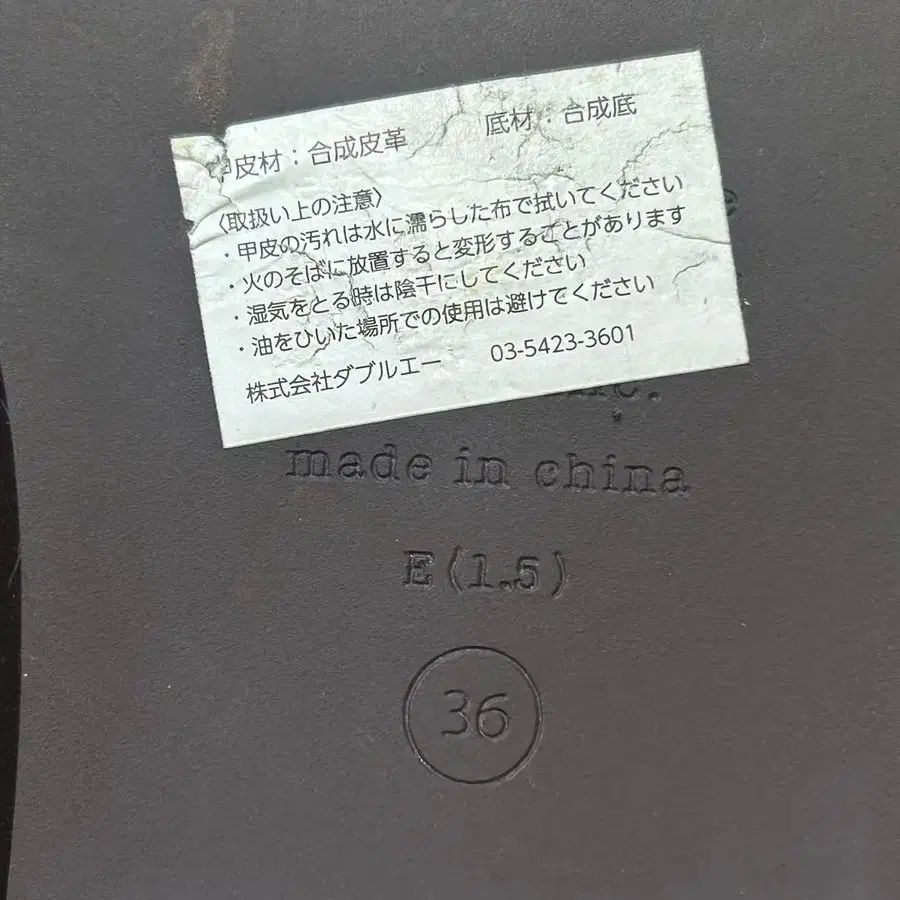 甲皮材：合成皮革 底材：合成底
〈取扱い上の注意〉
・甲皮の汚れは水に濡らした布で拭いてください
・火のそばに放置すると変形することがあります
・湿気をとる時は陰干にしてください
・油をひいた場所での使用は避けてください
株式会社ダブルエー 03-5423-3601
made in china
E(1.5)
36